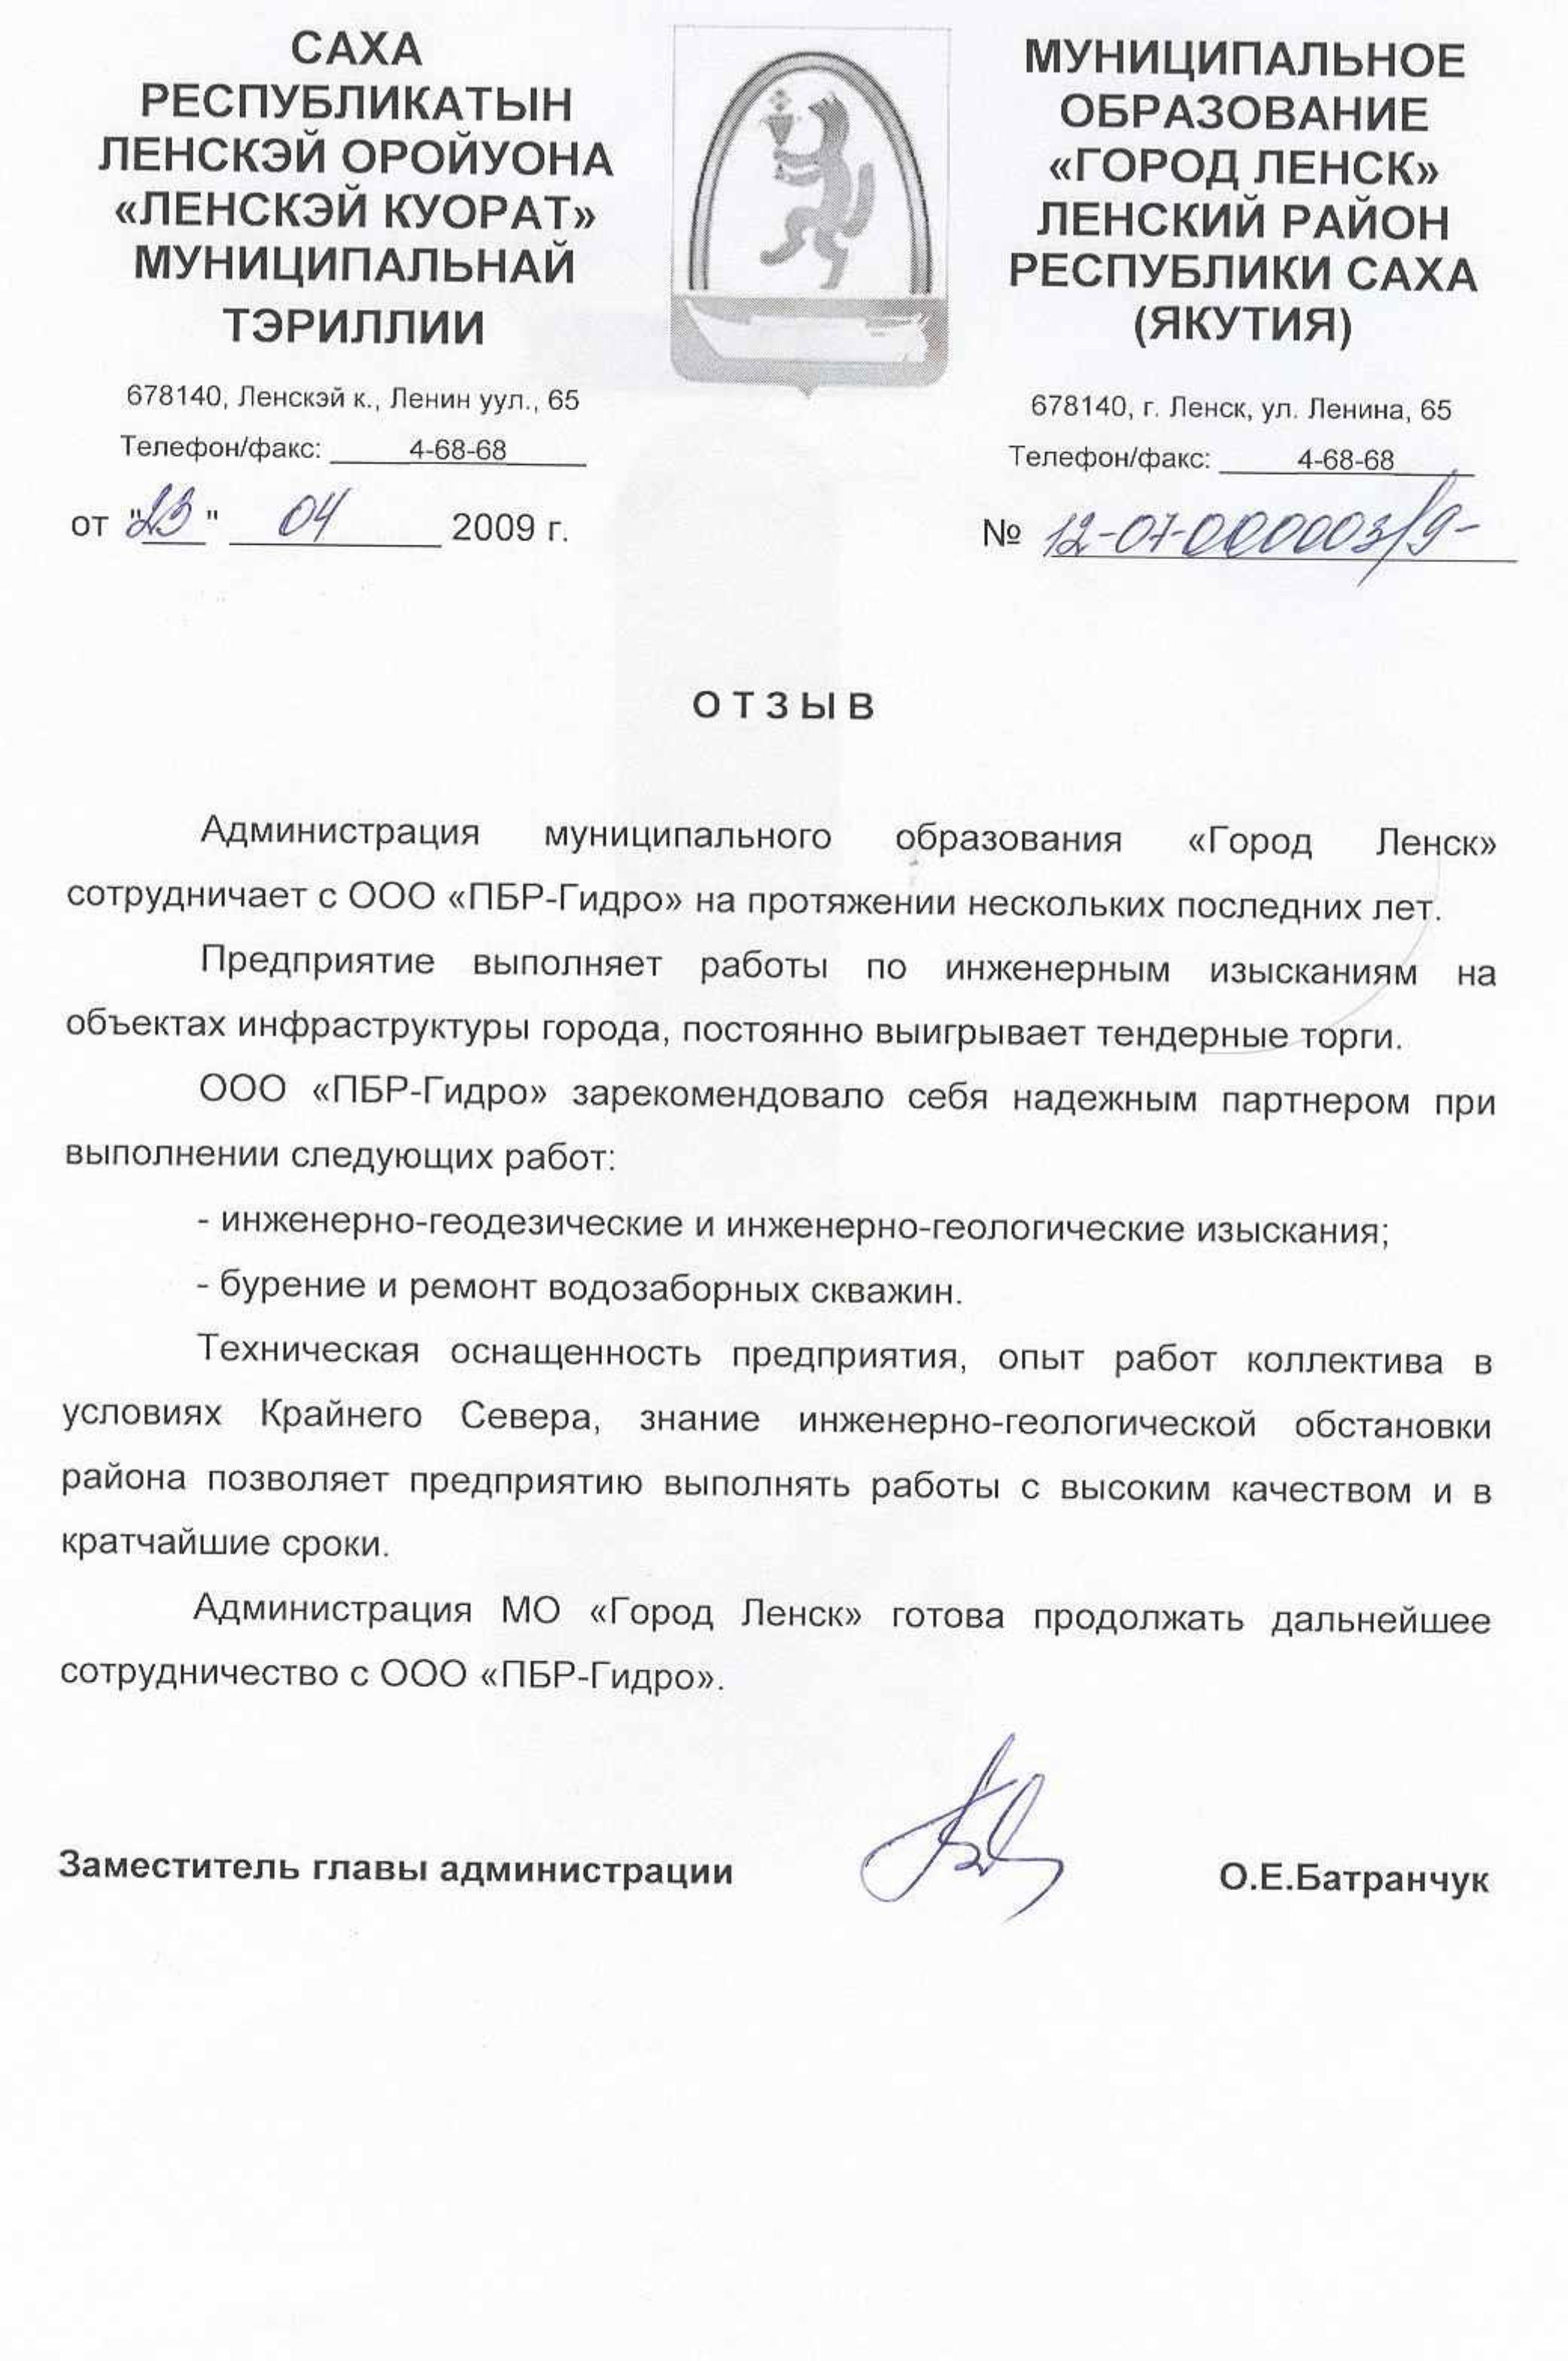 САХА
РЕСПУБЛИКАТЫН
ЛЕНСКЭЙ ОРОЙУОНА
«ЛЕНСКЭЙ КУОРАТ»
МУНИЦИПАЛЬНАЙ
ТЭРИЛЛИИ
678140, Ленскэй к., Ленин уул., 65
Телефон/факс: 4-68-68
от "23" 04 2009 г.
МУНИЦИПАЛЬНОЕ
ОБРАЗОВАНИЕ
«ГОРОД ЛЕНСК»
ЛЕНСКИЙ РАЙОН
РЕСПУБЛИКИ САХА
(ЯКУТИЯ)
678140, г. Ленск, ул. Ленина, 65
Телефон/факс: 4-68-68
№ 12-07-000003/9-
ОТЗЫВ
Администрация муниципального образования «Город Ленск»
сотрудничает с ООО «ПБР-Гидро» на протяжении нескольких последних лет.
Предприятие выполняет работы по инженерным изысканиям на
объектах инфраструктуры города, постоянно выигрывает тендерные торги.
ООО «ПБР-Гидро» зарекомендовало себя надежным партнером при
выполнении следующих работ:
- инженерно-геодезические и инженерно-геологические изыскания;
- бурение и ремонт водозаборных скважин.
Техническая оснащенность предприятия, опыт работ коллектива в
условиях Крайнего Севера, знание инженерно-геологической обстановки
района позволяет предприятию выполнять работы с высоким качеством и в
кратчайшие сроки.
Администрация МО «Город Ленск» готова продолжать дальнейшее
сотрудничество с ООО «ПБР-Гидро».
Заместитель главы администрации О.Е.Батранчук